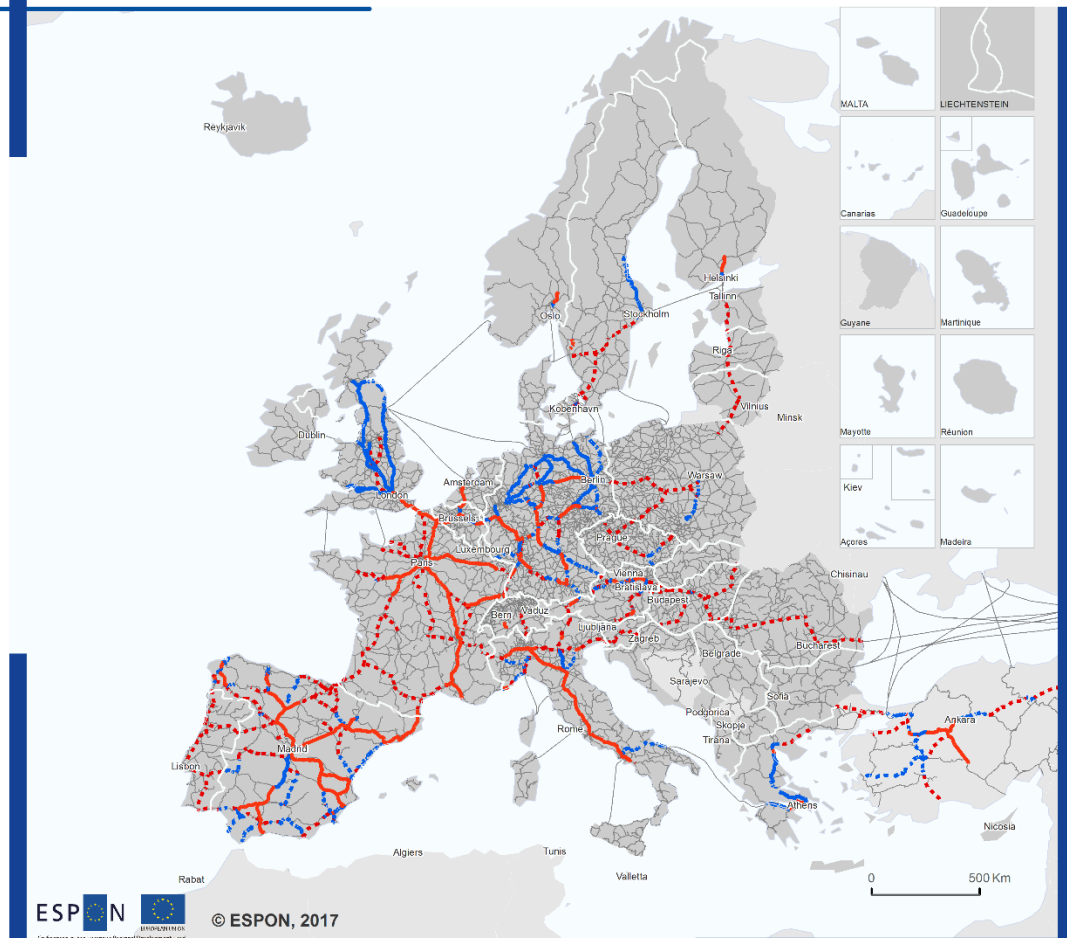 MALTA
LIECHTENSTEIN
Reykjavik
Canarias
Guadeloupe
Helsinki
Tallinn
Oslo
Stockholm
Guyane
Martinique
Riga
København
Vilnius
Minsk
Dublin
Mayotte
Réunion
Amsterdam
Berlin
Warsaw
London
Kiev
Brussels
Açores
Madeira
Prague
Luxembourg
Paris
Vienna
Bratislava
Chisinau
Budapest
Bern
Vaduz
Ljubljana
Zagreb
Bucharest
Belgrade
Sarajevo
Sofia
Podgorica
Ankara
Skopje
Rome
Tirana
Madrid
Lisbon
Athens
Nicosia
Algiers
Tunis
Valletta
Rabat
0 500 Km
ESPON
EUROPEAN UNION
© ESPON, 2017